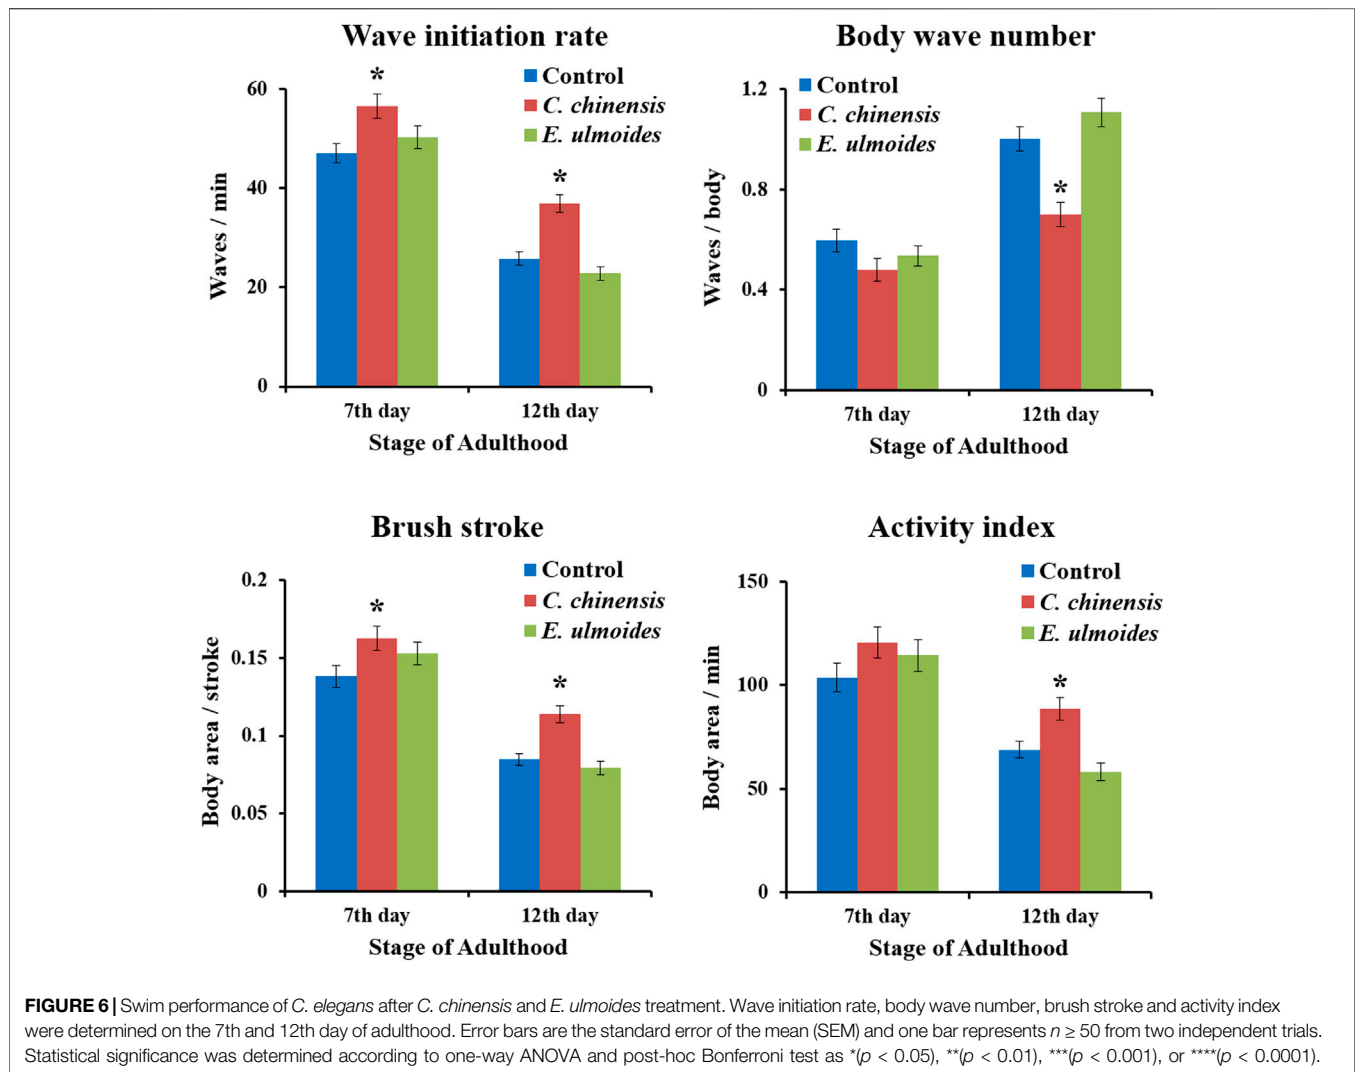 Wave initiation rate
Control
C. chinensis
E. ulmoides
*
*
60
40
20
0
Waves / min
7th day
12th day
Stage of Adulthood
Body wave number
Control
C. chinensis
E. ulmoides
*
1.2
0.8
0.4
0
Waves / body
7th day
12th day
Stage of Adulthood
Brush stroke
Control
C. chinensis
E. ulmoides
*
*
0.2
0.15
0.1
0.05
0
Body area / stroke
7th day
12th day
Stage of Adulthood
Activity index
Control
C. chinensis
E. ulmoides
*
150
100
50
0
Body area / min
7th day
12th day
Stage of Adulthood
FIGURE 6 | Swim performance of C. elegans after C. chinensis and E. ulmoides treatment. Wave initiation rate, body wave number, brush stroke and activity index
were determined on the 7th and 12th day of adulthood. Error bars are the standard error of the mean (SEM) and one bar represents n ≥ 50 from two independent trials.
Statistical significance was determined according to one-way ANOVA and post-hoc Bonferroni test as *(p < 0.05), **(p < 0.01), ***(p < 0.001), or ****(p < 0.0001).